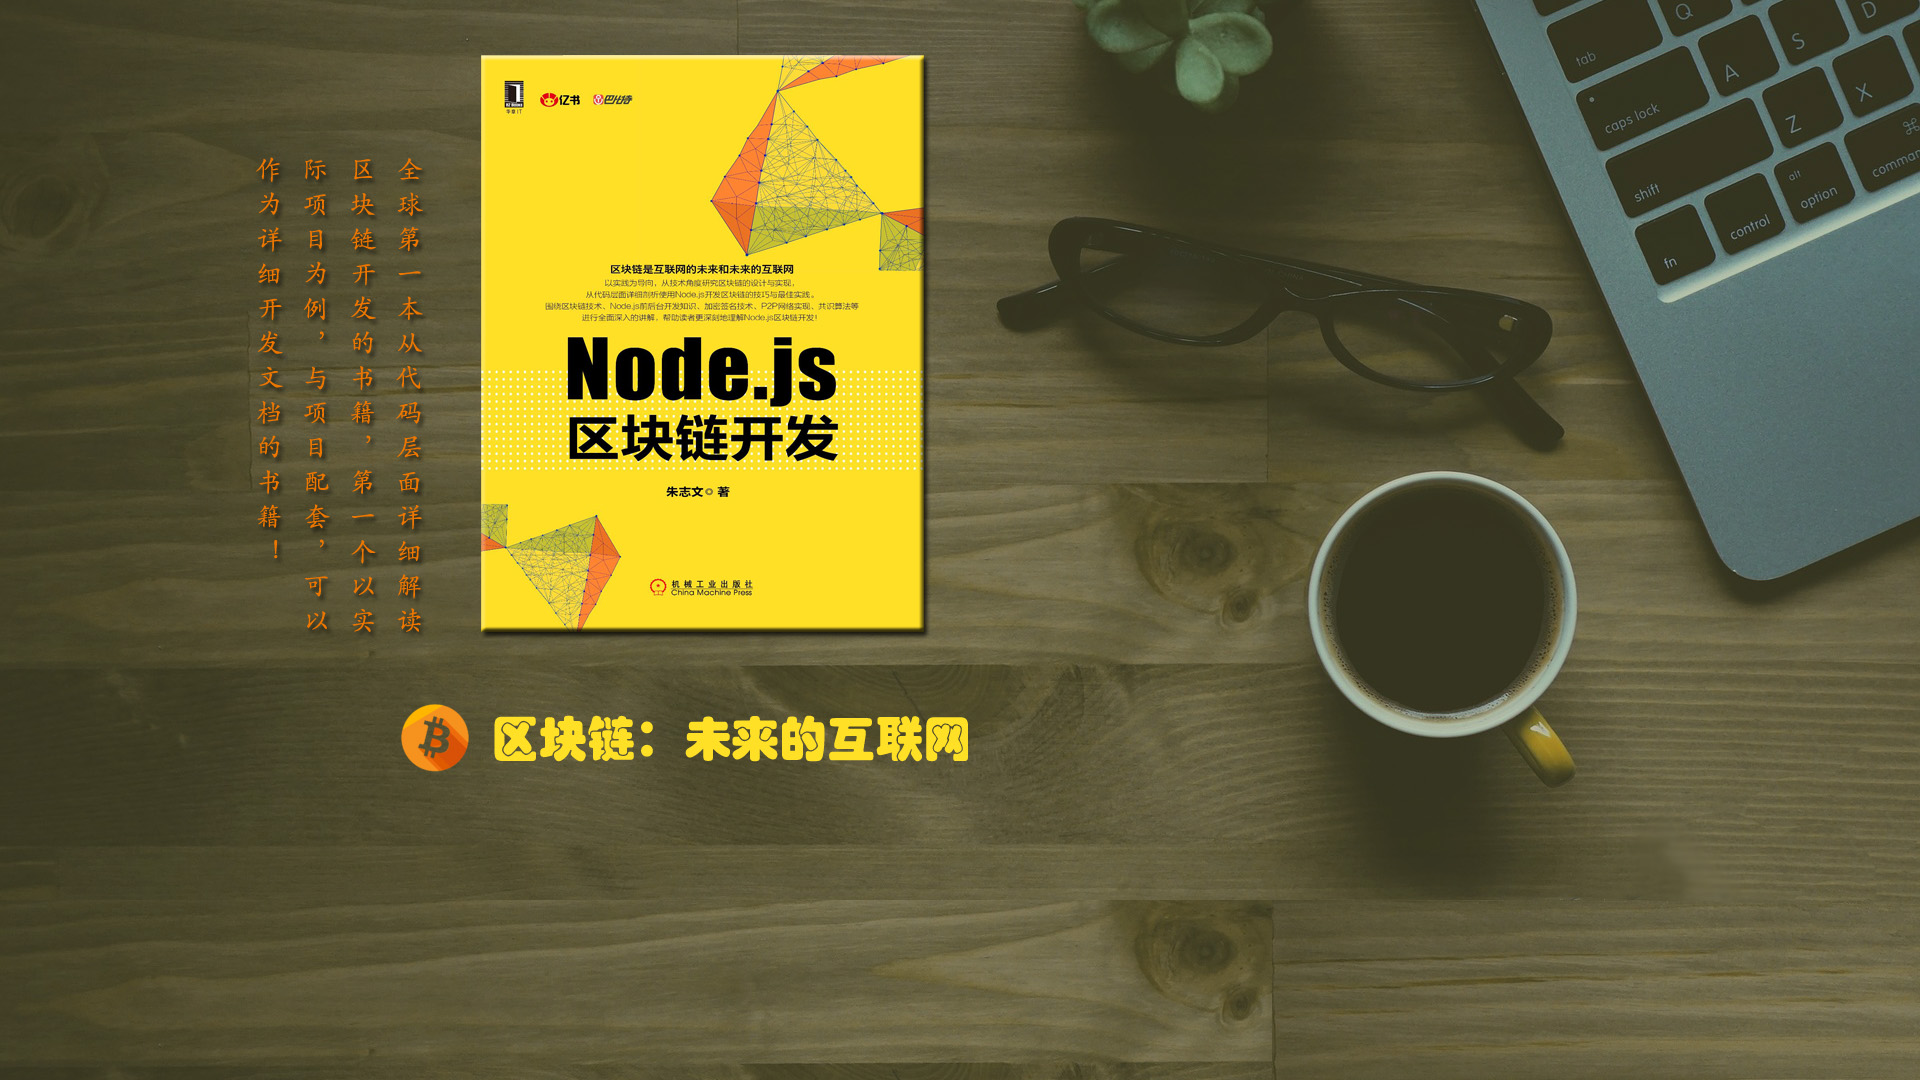 全球第一本从代码层面详细解读
区块链开发的书籍，第一个以实
际项目为例，与项目配套，可以
作为详细开发文档的书籍！
华章IT
亿书
巴比特
区块链是互联网的未来和未来的互联网
以实践为导向，从技术角度研究区块链的设计与实现，
从代码层面详细剖析使用Node.js开发区块链的技巧与最佳实践。
围绕区块链技术、Node.js前后台开发知识、加密签名技术、P2P网络实现、共识算法等
进行全面深入的讲解，帮助读者更深刻地理解Node.js区块链开发！
Node.js
区块链开发
朱志文◎著
机械工业出版社
China Machine Press
区块链：未来的互联网
tab
Q
D
caps lock
A
S
shift
Z
X
fn
control
alt
option
⌘
comman